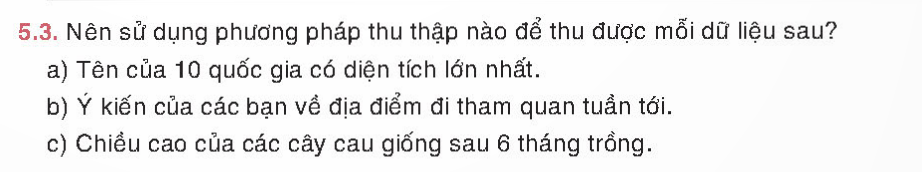 5.3. Nên sử dụng phương pháp thu thập nào để thu được mỗi dữ liệu sau?
a) Tên của 10 quốc gia có diện tích lớn nhất.
b) Ý kiến của các bạn về địa điểm đi tham quan tuần tới.
c) Chiều cao của các cây cau giống sau 6 tháng trồng.